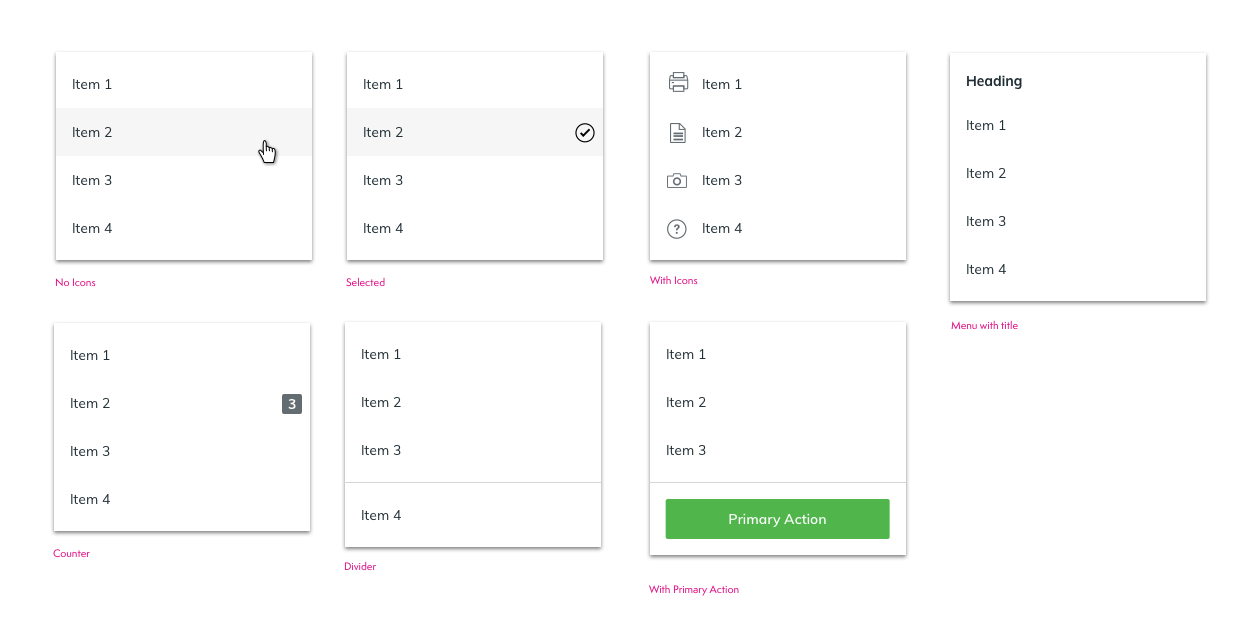 Item 1
Item 2
Item 3
Item 4
No Icons
Item 1
Item 2
Item 3
Item 4
Selected
Item 1
Item 2
Item 3
? Item 4
With Icons
Heading
Item 1
Item 2
Item 3
Item 4
Menu with title
Item 1
Item 2 3
Item 3
Item 4
Counter
Item 1
Item 2
Item 3
Item 4
Divider
Item 1
Item 2
Item 3
Primary Action
With Primary Action